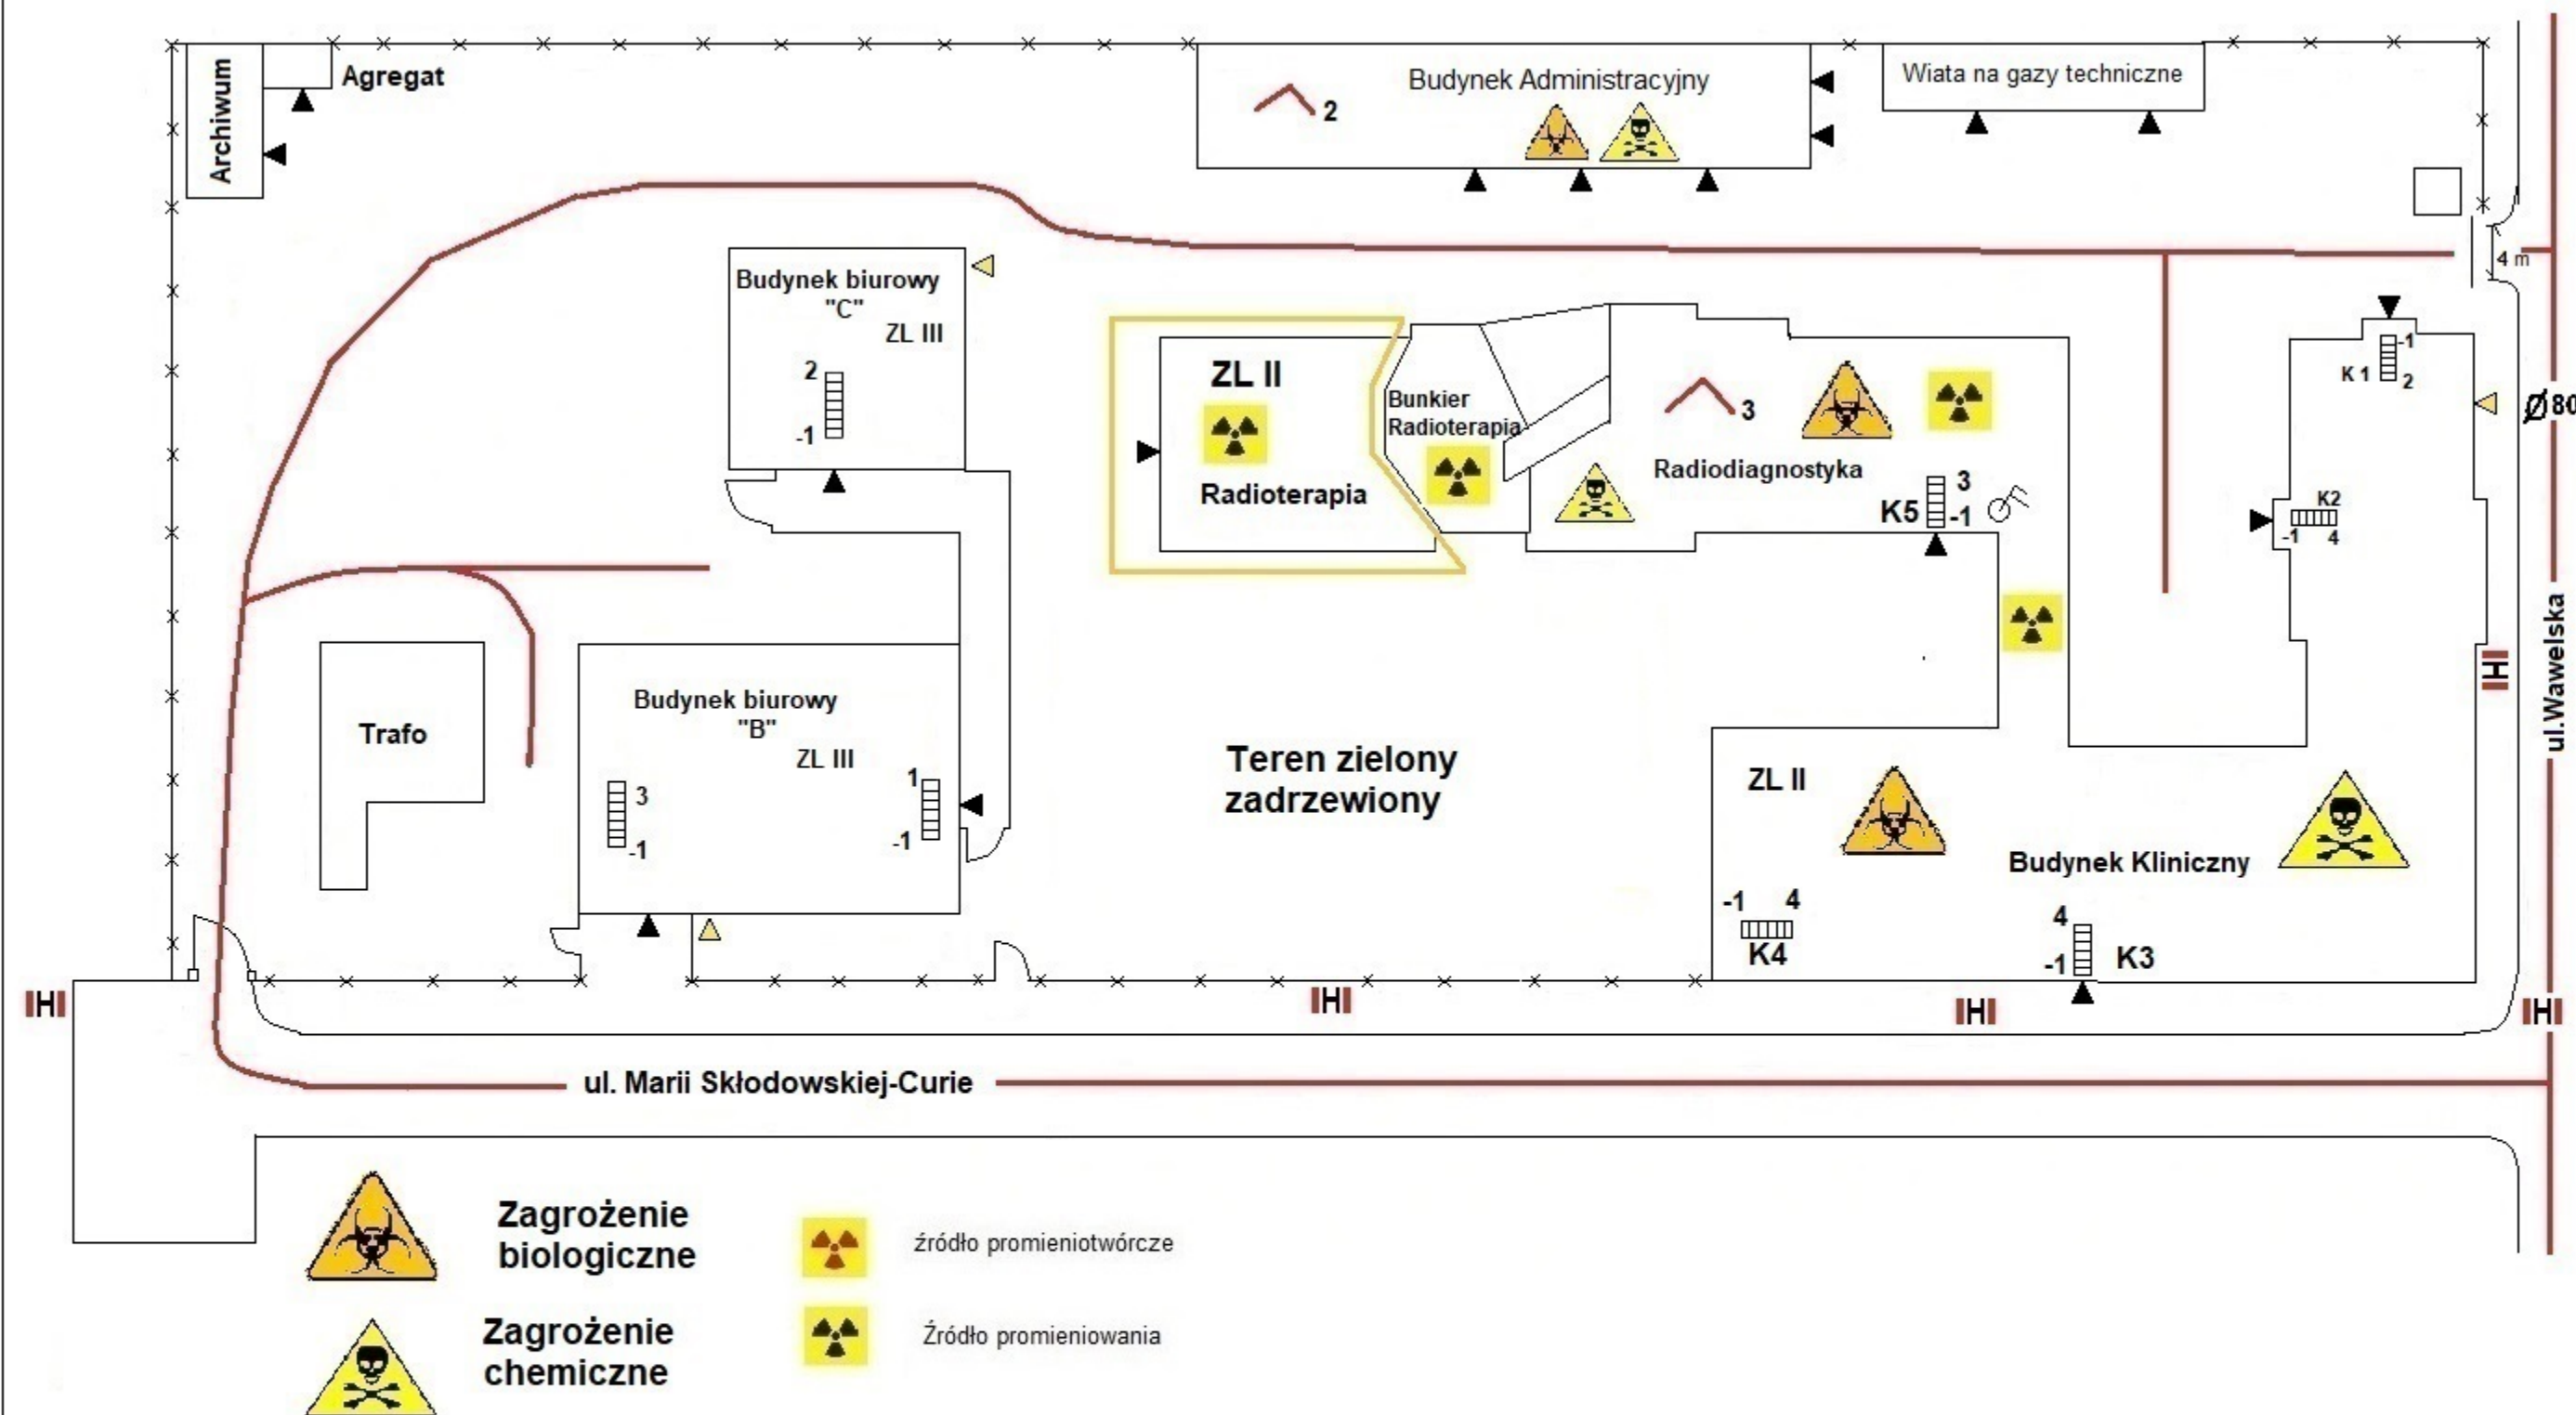 Archiwum
Agregat
Budynek Administracyjny
2
Wiata na gazy techniczne
4 m
Budynek biurowy
"C"
ZL III
2
-1
ZL II
Radioterapia
Bunkier
Radioterapia
3
Radiodiagnostyka
K5
3
-1
K 1
-1
2
Ø 80
K2
-1
4
ul.Wawelska
H
Trafo
Budynek biurowy
"B"
ZL III
3
-1
1
-1
Teren zielony
zadrzewiony
ZL II
Budynek Kliniczny
-1
4
K4
4
-1
K3
H
H
H
H
ul. Marii Skłodowskiej-Curie
Zagrożenie
biologiczne
źródło promieniotwórcze
Zagrożenie
chemiczne
Źródło promieniowania